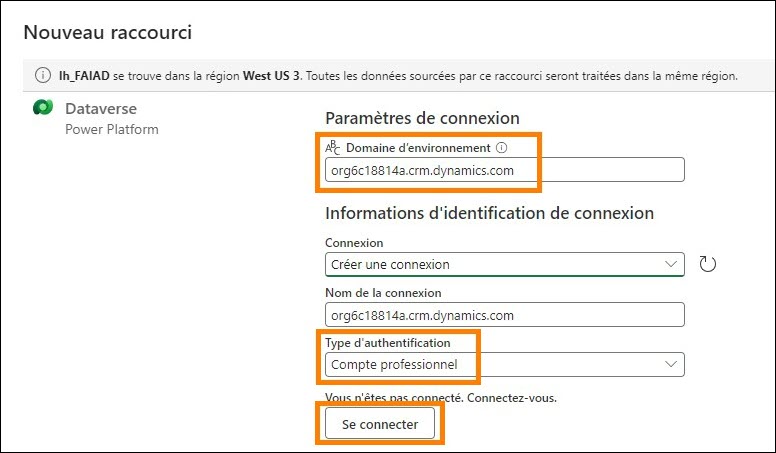 Nouveau raccourci
lh_FAIAD se trouve dans la région West US 3. Toutes les données sourcées par ce raccourci seront traitées dans la même région.
Dataverse
Power Platform
Paramètres de connexion
ABC Domaine d'environnement
org6c18814a.crm.dynamics.com
Informations d'identification de connexion
Connexion
Créer une connexion
Nom de la connexion
org6c18814a.crm.dynamics.com
Type d'authentification
Compte professionnel
Vous n'êtes pas connecté. Connectez-vous.
Se connecter